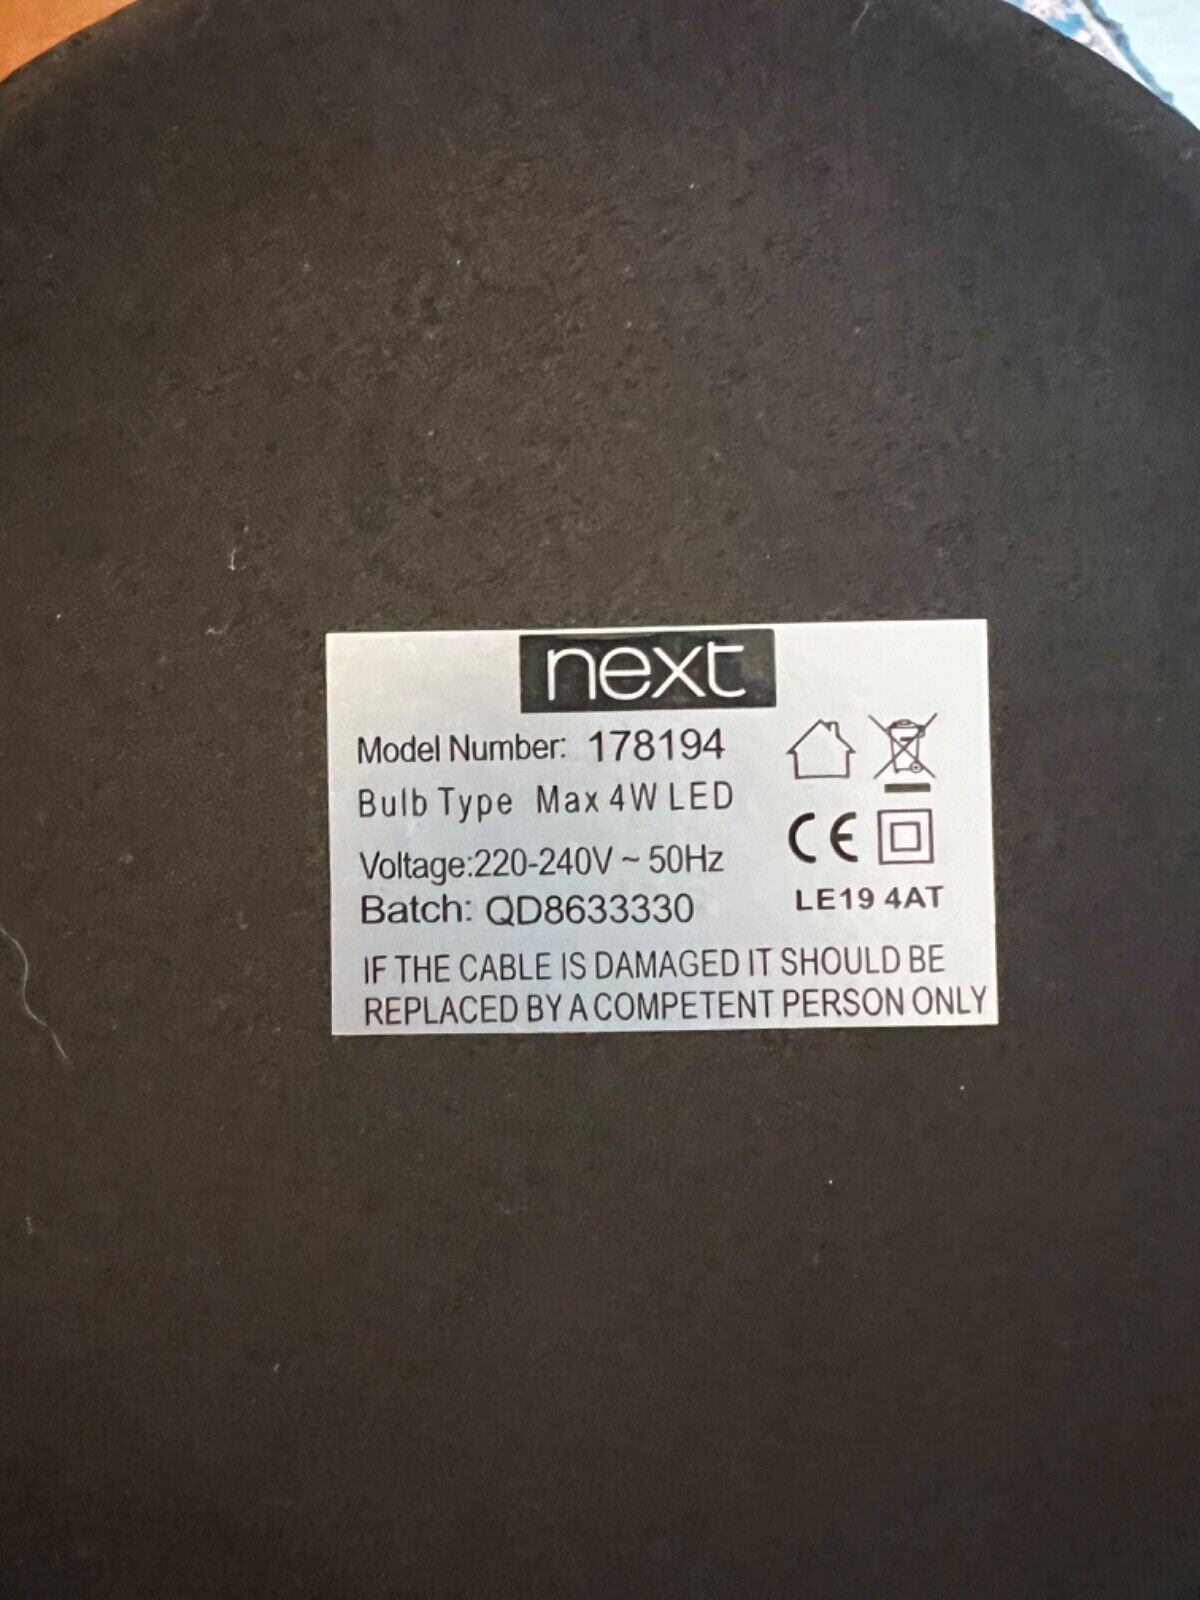 next
Model Number: 178194
Bulb Type Max 4W LED
Voltage:220-240V ~ 50Hz
Batch: QD8633330
CE
LE19 4AT
IF THE CABLE IS DAMAGED IT SHOULD BE
REPLACED BY A COMPETENT PERSON ONLY